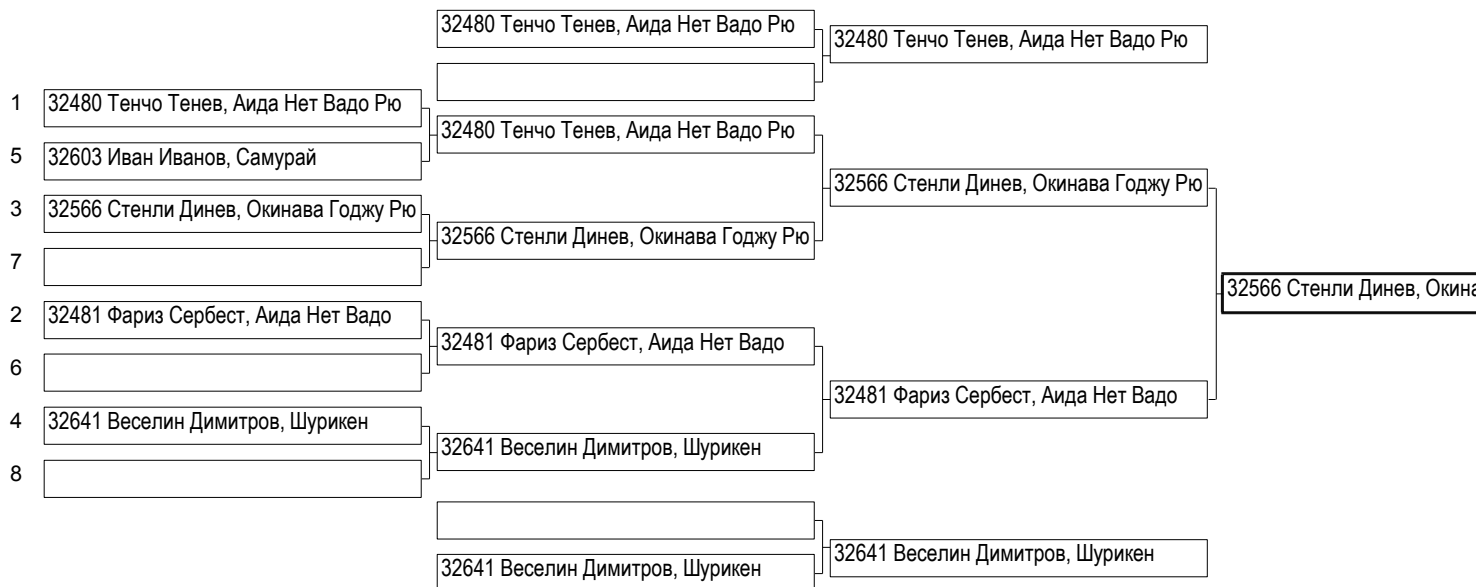 32480 Тенчо Тенев, Аида Нет Вадо Рю
32480 Тенчо Тенев, Аида Нет Вадо Рю
1 32480 Тенчо Тенев, Аида Нет Вадо Рю
32480 Тенчо Тенев, Аида Нет Вадо Рю
5 32603 Иван Иванов, Самурай
32566 Стенли Динев, Окинава Годжу Рю
3 32566 Стенли Динев, Окинава Годжу Рю
32566 Стенли Динев, Окинава Годжу Рю
7
32566 Стенли Динев, Окина
2 32481 Фариз Сербест, Аида Нет Вадо
32481 Фариз Сербест, Аида Нет Вадо
6
32481 Фариз Сербест, Аида Нет Вадо
4 32641 Веселин Димитров, Шурикен
32641 Веселин Димитров, Шурикен
8
32641 Веселин Димитров, Шурикен
32641 Веселин Димитров, Шурикен